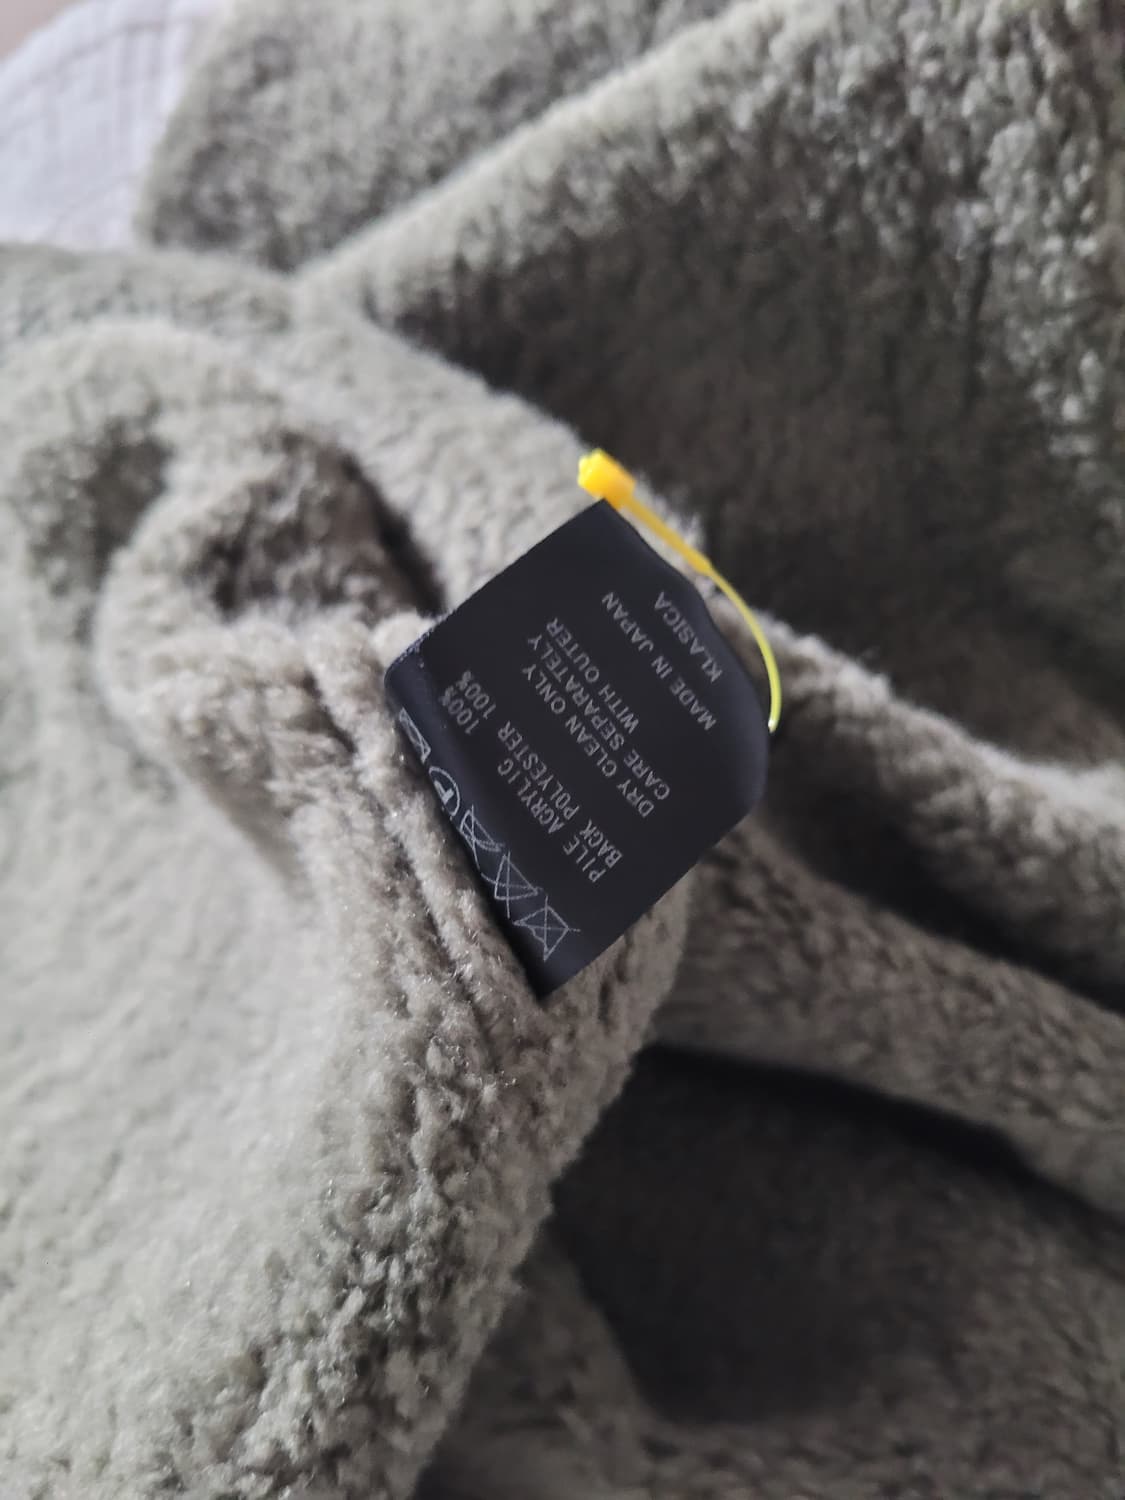 PILE ACRYLIC 100%
BACK POLYESTER 100%
DRY CLEAN ONLY
CARE SEPARATELY
WITH OUTER
MADE IN JAPAN
KLASICA